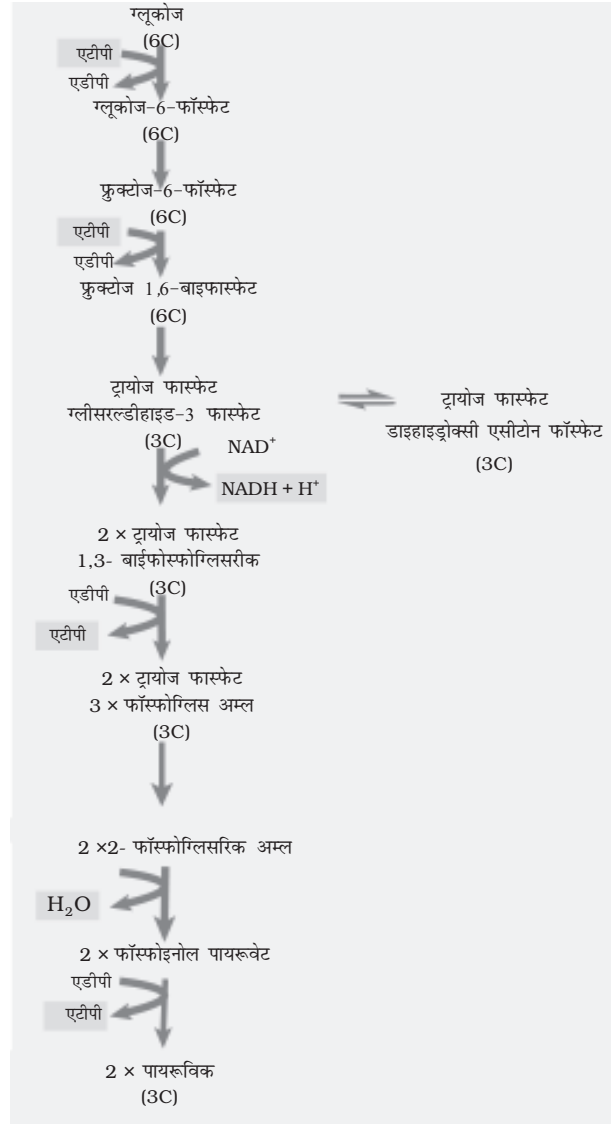 ग्लूकोज
(6C)
एटीपी
एडीपी
ग्लूकोज-6-फॉस्फेट
(6C)
फ्रुक्टोज-6-फॉस्फेट
(6C)
एटीपी
एडीपी
फ्रुक्टोज 1,6-बाइफास्फेट
(6C)
ट्रायोज फास्फेट
ग्लीसरल्डीहाइड-3 फास्फेट
(3C)
ट्रायोज फास्फेट
डाइहाइड्रोक्सी एसीटोन फॉस्फेट
(3C)
NAD⁺
NADH + H⁺
2 × ट्रायोज फास्फेट
1,3- बाईफोस्फोग्लिसरीक
(3C)
एडीपी
एटीपी
2 × ट्रायोज फास्फेट
3 × फॉस्फोग्लिस अम्ल
(3C)
2 ×2- फॉस्फोग्लिसरिक अम्ल
H₂O
2 × फॉस्फोइनोल पायरूवेट
एडीपी
एटीपी
2 × पायरूविक
(3C)